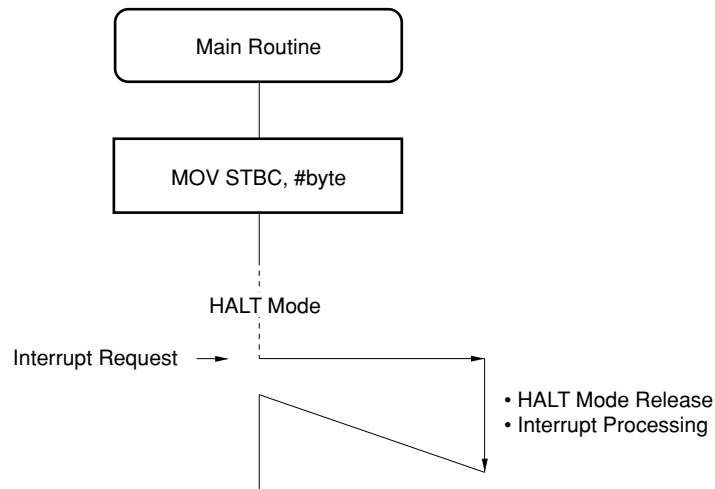 Main Routine
MOV STBC, #byte
HALT Mode
Interrupt Request
• HALT Mode Release
• Interrupt Processing